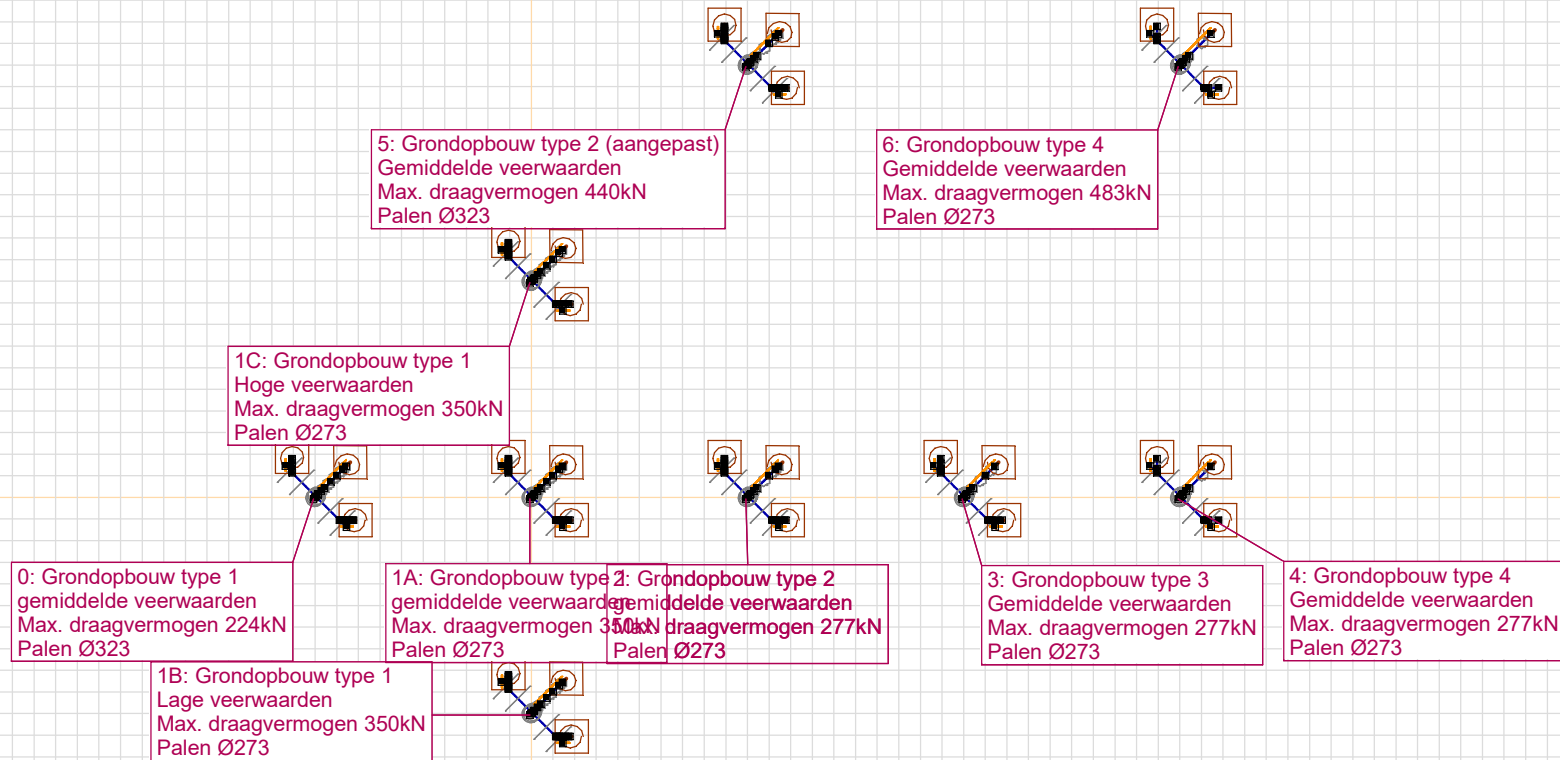 5: Grondopbouw type 2 (aangepast)
Gemiddelde veerwaarden
Max. draagvermogen 440kN
Palen Ø323
6: Grondopbouw type 4
Gemiddelde veerwaarden
Max. draagvermogen 483kN
Palen Ø273
1C: Grondopbouw type 1
Hoge veerwaarden
Max. draagvermogen 350kN
Palen Ø273
0: Grondopbouw type 1
gemiddelde veerwaarden
Max. draagvermogen 224kN
Palen Ø323
1A: Grondopbouw type 1
gemiddelde veerwaarden
Max. draagvermogen 350kN
Palen Ø273
2: Grondopbouw type 2
gemiddelde veerwaarden
Max. draagvermogen 277kN
Palen Ø273
3: Grondopbouw type 3
Gemiddelde veerwaarden
Max. draagvermogen 277kN
Palen Ø273
4: Grondopbouw type 4
Gemiddelde veerwaarden
Max. draagvermogen 277kN
Palen Ø273
1B: Grondopbouw type 1
Lage veerwaarden
Max. draagvermogen 350kN
Palen Ø273